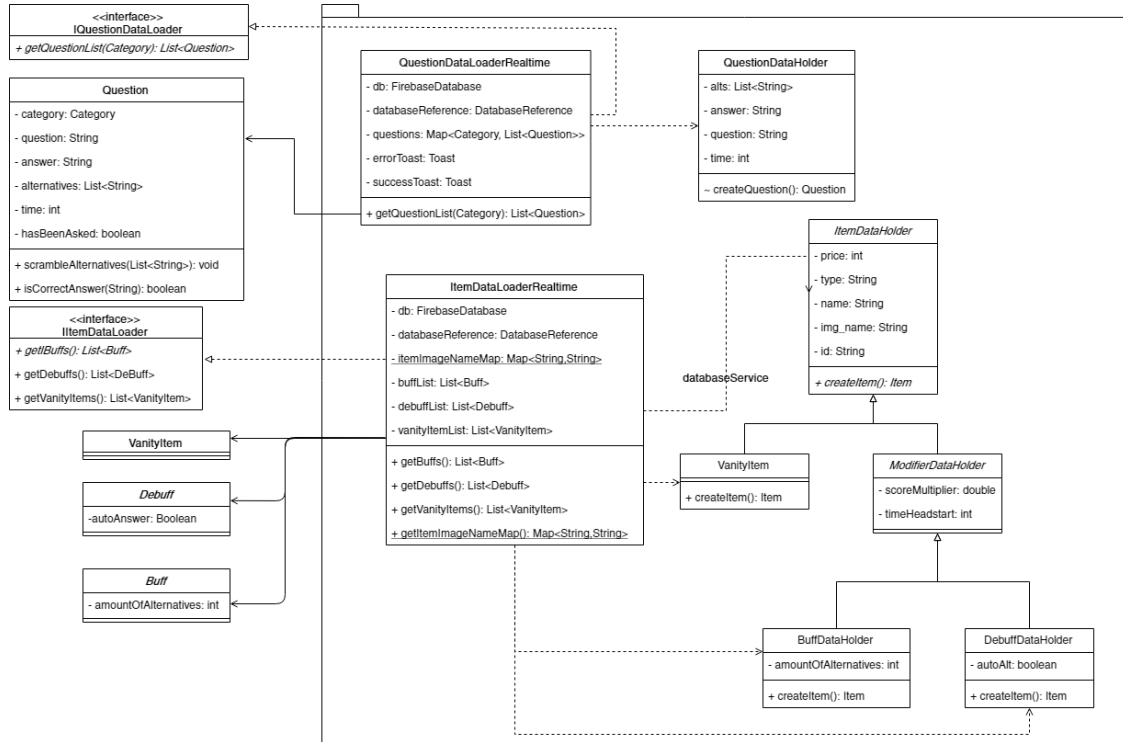 <<interface>>
IQuestionDataLoader
+ getQuestionList(Category): List<Question>
Question
- category: Category
- question: String
- answer: String
- alternatives: List<String>
- time: int
- hasBeenAsked: boolean
+ scrambleAlternatives(List<String>): void
+ isCorrectAnswer(String): boolean
<<interface>>
IItemDataLoader
+ getIBuffs(): List<Buff>
+ getDebuffs(): List<DeBuff>
+ getVanityItems(): List<VanityItem>
VanityItem
Debuff
-autoAnswer: Boolean
Buff
- amountOfAlternatives: int
QuestionDataLoaderRealtime
- db: FirebaseDatabase
- databaseReference: DatabaseReference
- questions: Map<Category, List<Question>>
- errorToast: Toast
- successToast: Toast
+ getQuestionList(Category): List<Question>
QuestionDataHolder
- alts: List<String>
- answer: String
- question: String
- time: int
~ createQuestion(): Question
ItemDataLoaderRealtime
- db: FirebaseDatabase
- databaseReference: DatabaseReference
- itemImageNameMap: Map<String,String>
- buffList: List<Buff>
- debuffList: List<Debuff>
- vanityItemList: List<VanityItem>
+ getBuffs(): List<Buff>
+ getDebuffs(): List<Debuff>
+ getVanityItems(): List<VanityItem>
+ getItemImageNameMap(): Map<String,String>
databaseService
ItemDataHolder
- price: int
- type: String
- name: String
- img_name: String
- id: String
+ createItem(): Item
VanityItem
+ createItem(): Item
ModifierDataHolder
- scoreMultiplier: double
- timeHeadstart: int
BuffDataHolder
- amountOfAlternatives: int
+ createItem(): Item
DebuffDataHolder
- autoAlt: boolean
+ createItem(): Item